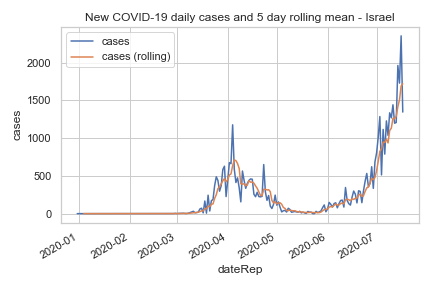 New COVID-19 daily cases and 5 day rolling mean - Israel
cases
cases (rolling)
cases
2000
1500
1000
500
0
2020-01
2020-02
2020-03
2020-04
2020-05
2020-06
2020-07
dateRep